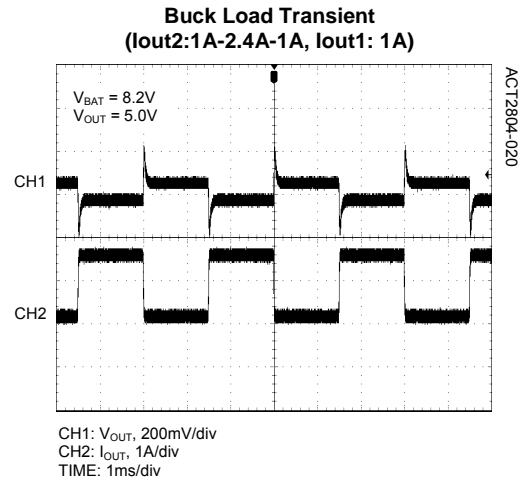 Buck Load Transient
(Iout2:1A-2.4A-1A, Iout1: 1A)
VBAT = 8.2V
VOUT = 5.0V
ACT2804-020
CH1
CH2
CH1: VOUT, 200mV/div
CH2: IOUT, 1A/div
TIME: 1ms/div